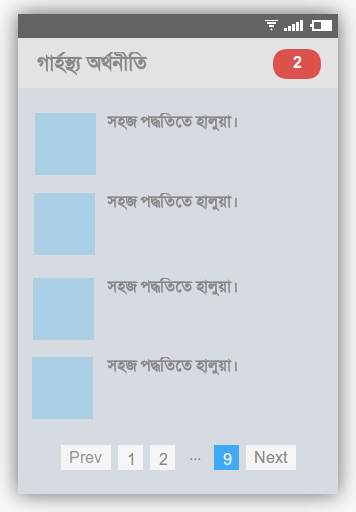 গার্হস্থ্য অর্থনীতি 2
সহজ পদ্ধতিতে হালুয়া।
সহজ পদ্ধতিতে হালুয়া।
সহজ পদ্ধতিতে হালুয়া।
সহজ পদ্ধতিতে হালুয়া।
Prev 1 2 ... 9 Next